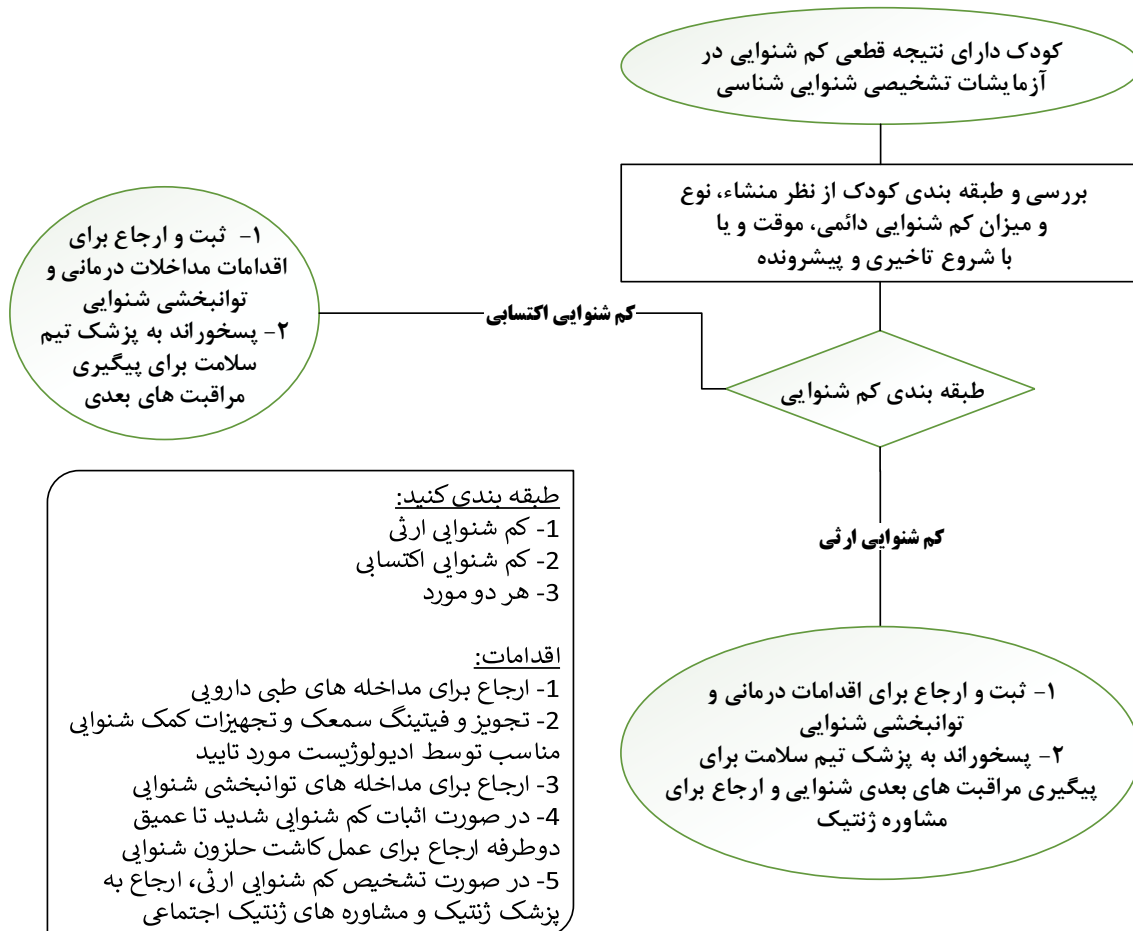 کودک دارای نتیجه قطعی کم شنوایی در
آزمایشات تشخیصی شنوایی شناسی
بررسی و طبقه بندی کودک از نظر منشاء، نوع
و میزان کم شنوایی دائمی، موقت و یا
با شروع تاخیری و پیشرونده
طبقه بندی کم شنوایی
کم شنوایی اکتسابی
۱- ثبت و ارجاع برای
اقدامات مداخلات درمانی و
توانبخشی شنوایی
۲- پسخوراند به پزشک تیم
سلامت برای پیگیری
مراقبت های بعدی
کم شنوایی ارثی
۱- ثبت و ارجاع برای اقدامات درمانی و
توانبخشی شنوایی
۲- پسخوراند به پزشک تیم سلامت برای
پیگیری مراقبت های بعدی شنوایی و ارجاع برای
مشاوره ژنتیک
طبقه بندی کنید:
1- کم شنوایی ارثی
2- کم شنوایی اکتسابی
3- هر دو مورد
اقدامات:
1- ارجاع برای مداخله های طبی دارویی
2- تجویز و فیتینگ سمعک و تجهیزات کمک شنوایی
مناسب توسط ادیولوژیست مورد تایید
3- ارجاع برای مداخله های توانبخشی شنوایی
4- در صورت اثبات کم شنوایی شدید تا عمیق
دوطرفه ارجاع برای عمل کاشت حلزون شنوایی
5- در صورت تشخیص کم شنوایی ارثی، ارجاع به
پزشک ژنتیک و مشاوره های ژنتیک اجتماعی